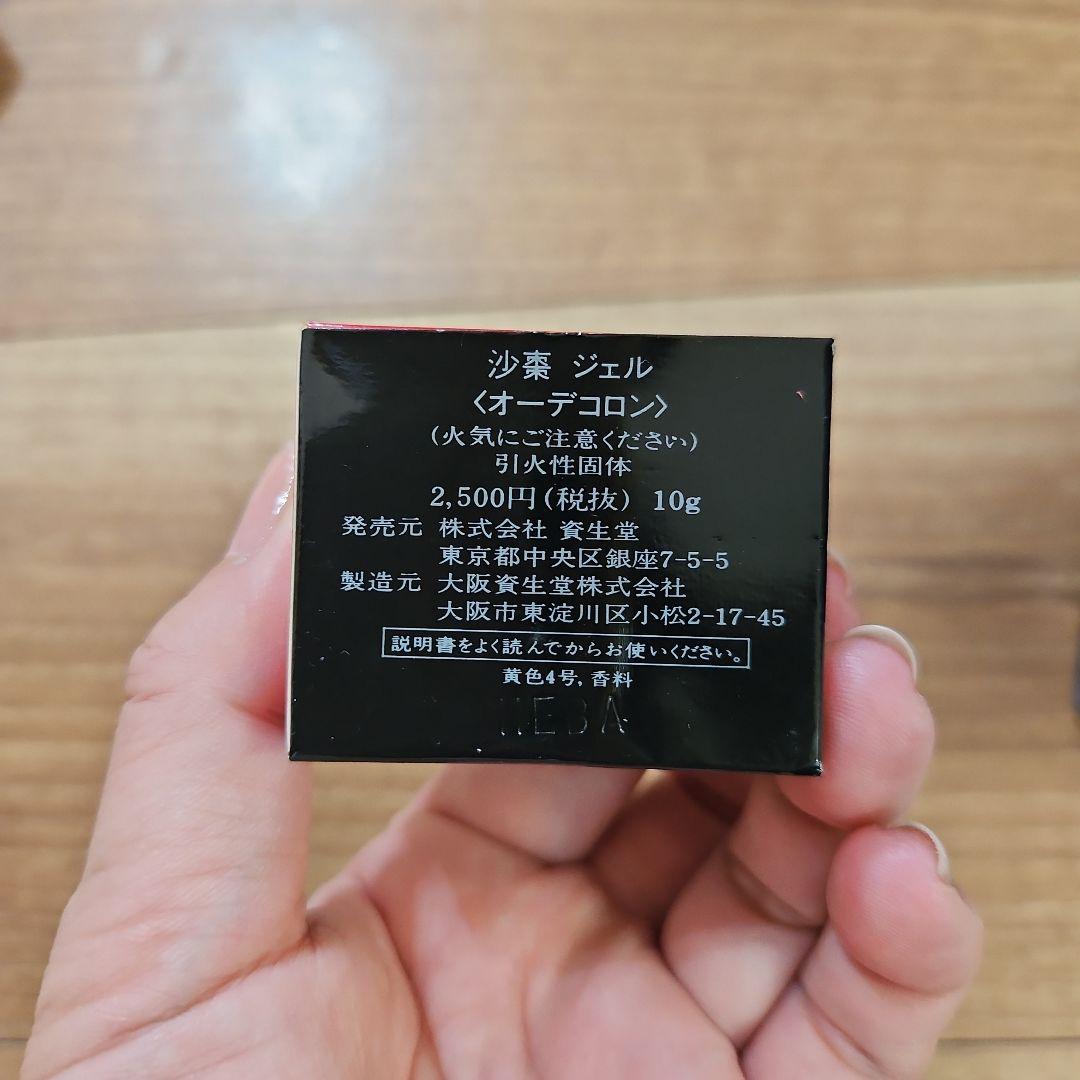 沙棗 ジェル
〈オーデコロン〉
(火気にご注意ください)
引火性固体
2,500円(税抜) 10g
発売元 株式会社 資生堂
東京都中央区銀座7-5-5
製造元 大阪資生堂株式会社
大阪市東淀川区小松2-17-45
説明書をよく読んでからお使いください。
黄色4号, 香料